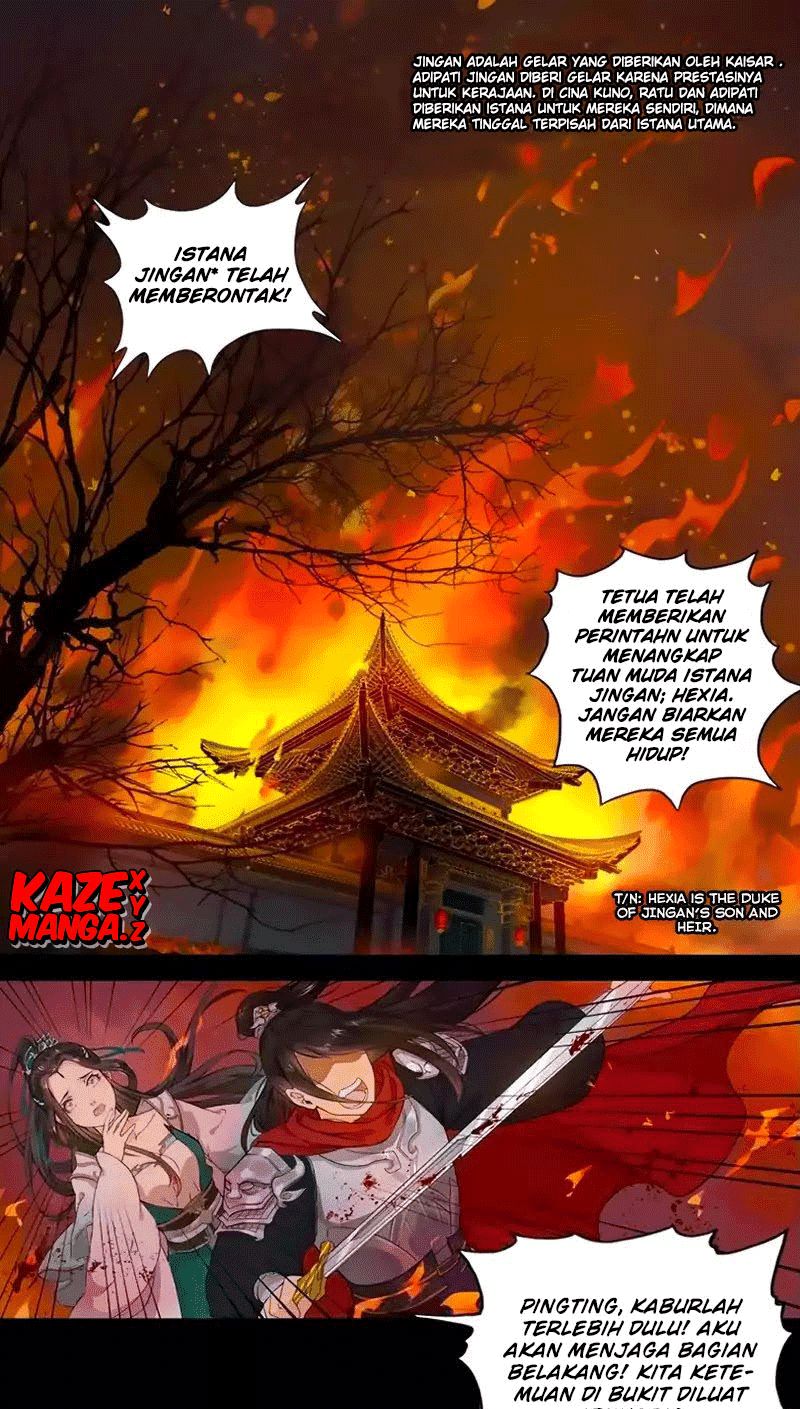 JINGAN ADALAH GELAR YANG DIBERIKAN OLEH KAISAR .
ADIPATI JINGAN DIBERI GELAR KARENA PRESTASINYA
UNTUK KERAJAAN. DI CINA KUNO, RATU DAN ADIPATI
DIBERIKAN ISTANA UNTUK MEREKA SENDIRI, DIMANA
MEREKA TINGGAL TERPISAH DARI ISTANA UTAMA.
ISTANA
JINGAN* TELAH
MEMBERONTAK!
TETUA TELAH
MEMBERIKAN
PERINTAHN UNTUK
MENANGKAP
TUAN MUDA ISTANA
JINGAN; HEXIA.
JANGAN BIARKAN
MEREKA SEMUA
HIDUP!
KAZE
MANGA.
XYZ
T/N: HEXIA IS THE DUKE
OF JINGAN'S SON AND
HEIR.
PINGTING, KABURLAH
TERLEBIH DULU! AKU
AKAN MENJAGA BAGIAN
BELAKANG! KITA KETE-
MUAN DI BUKIT DILUAT